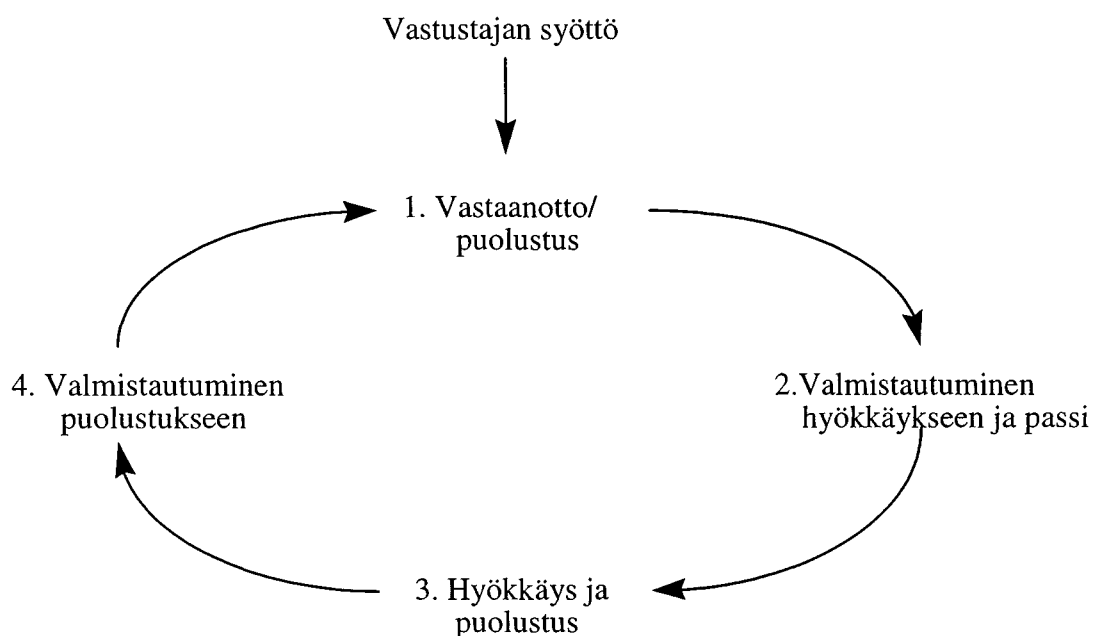 Vastustajan syöttö
1. Vastaanotto/
puolustus
2.Valmistautuminen
hyökkäykseen ja passi
3. Hyökkäys ja
puolustus
4. Valmistautuminen
puolustukseen